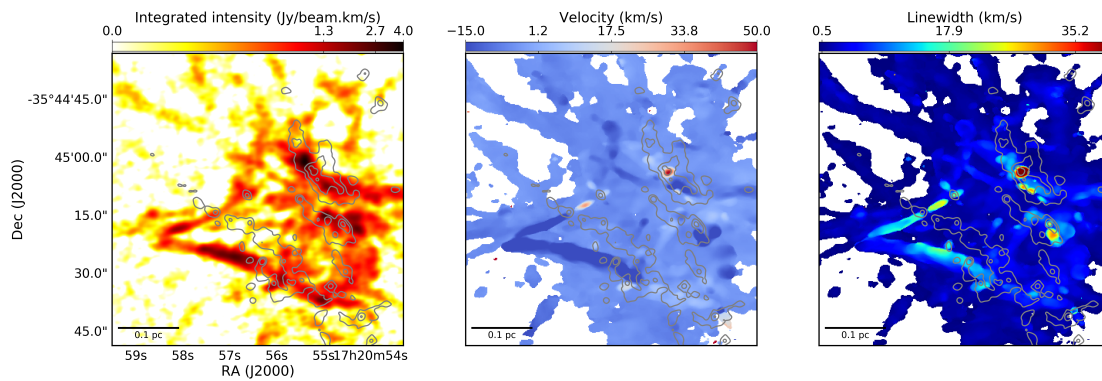 Integrated intensity (Jy/beam.km/s)
0.0 1.3 2.7 4.0
Velocity (km/s)
−15.0 1.2 17.5 33.8 50.0
Linewidth (km/s)
0.5 17.9 35.2
Dec (J2000)
-35°44'45.0"
45'00.0"
15.0"
30.0"
45.0"
0.1 pc
0.1 pc
0.1 pc
59s 58s 57s 56s 55s 17h20m54s
RA (J2000)